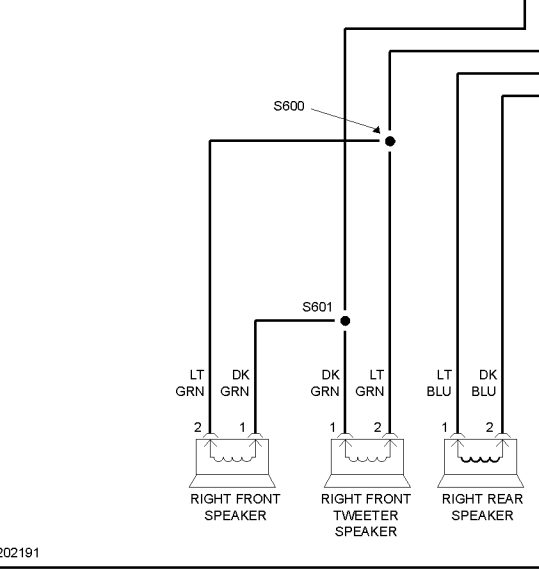 S600
S601
LT DK DK LT LT DK
GRN GRN GRN GRN BLU BLU
2 1 1 2 1 2
RIGHT FRONT SPEAKER
RIGHT FRONT TWEETER SPEAKER
RIGHT REAR SPEAKER
202191